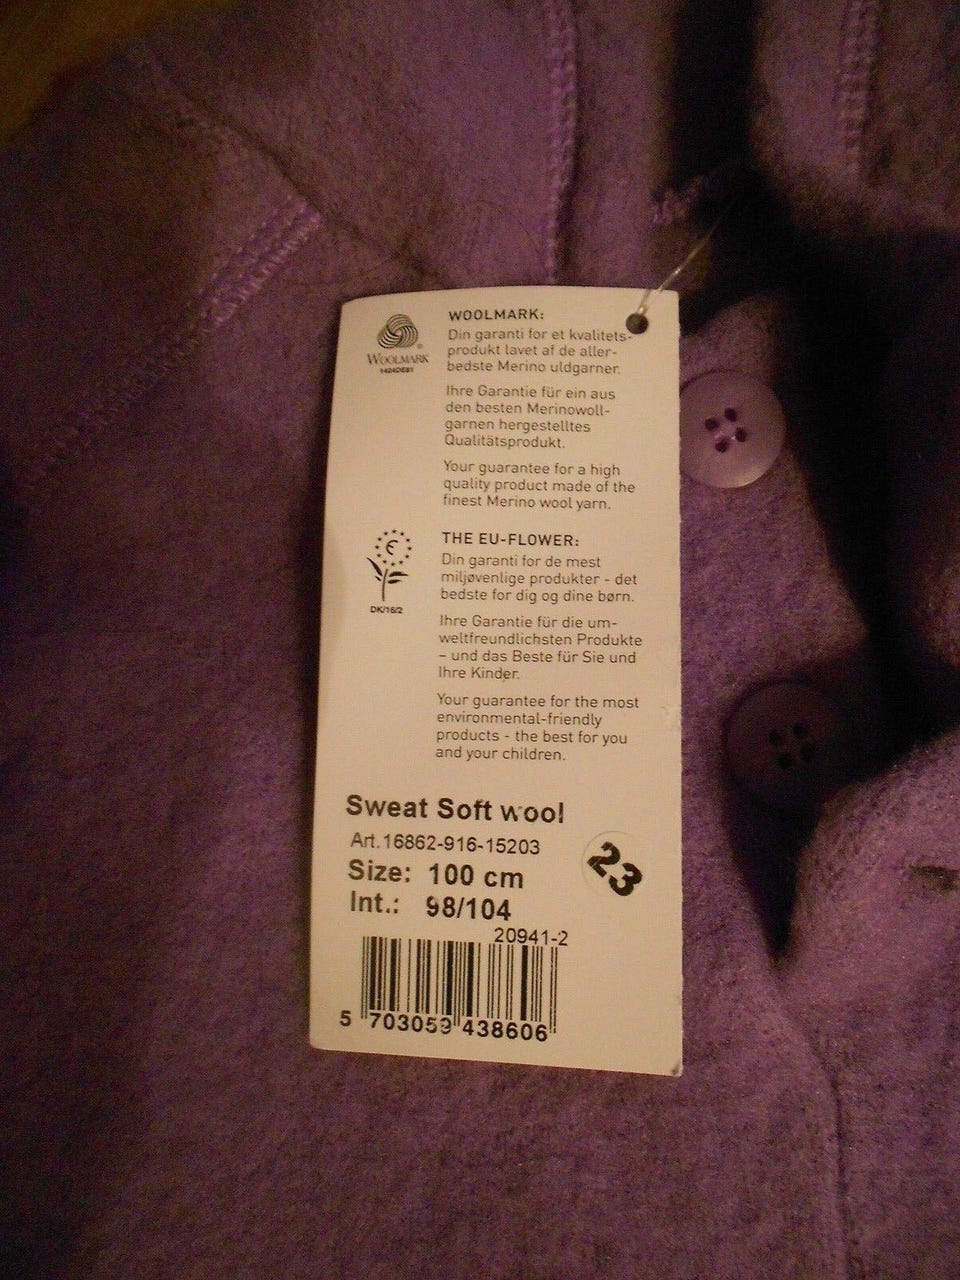 WOOLMARK
1424DE91
WOOLMARK:
Din garanti for et kvalitets-
produkt lavet af de aller-
bedste Merino uldgarner.
Ihre Garantie für ein aus
den besten Merinowoll-
garnen hergestelltes
Qualitätsprodukt.
Your guarantee for a high
quality product made of the
finest Merino wool yarn.
DK/16/2
THE EU-FLOWER:
Din garanti for de mest
miljøvenlige produkter - det
bedste for dig og dine børn.
Ihre Garantie für die um-
weltfreundlichsten Produkte
– und das Beste für Sie und
Ihre Kinder.
Your guarantee for the most
environmental-friendly
products - the best for you
and your children.
Sweat Soft wool
Art.16862-916-15203
Size: 100 cm
Int.: 98/104
23
20941-2
5 703059 438606